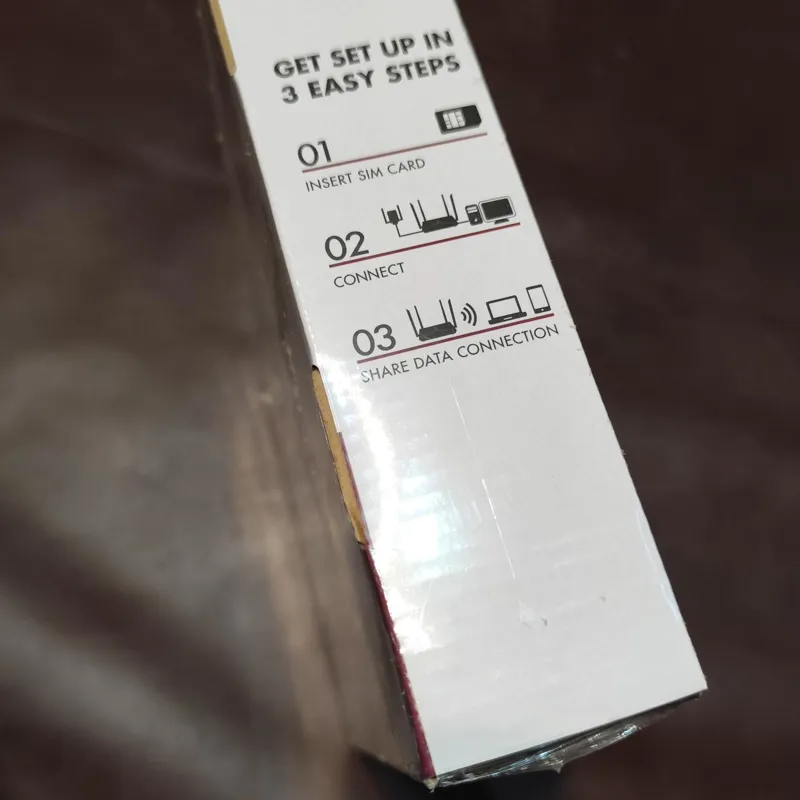 GET SET UP IN
3 EASY STEPS
01
INSERT SIM CARD
02
CONNECT
03
SHARE DATA CONNECTION